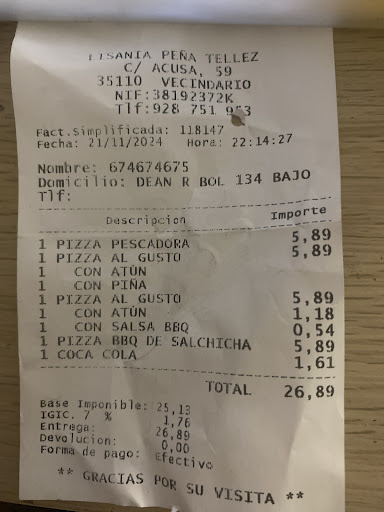 LISANIA PEÑA TELLEZ
C/ ACUSA, 59
35110 VECINDARIO
NIF:38192372K
Tlf:928 751 953
Fact.Simplificada: 118147
Fecha: 21/11/2024 Hora: 22:14:27
Nombre: 674674675
Domicilio: DEAN R BOL 134 BAJO
Tlf:
Descripcion Importe
1 PIZZA PESCADORA 5,89
1 PIZZA AL GUSTO 5,89
1 CON ATÚN
1 CON PIÑA
1 PIZZA AL GUSTO 5,89
1 CON ATÚN 1,18
1 CON SALSA BBQ 0,54
1 PIZZA BBQ DE SALCHICHA 5,89
1 COCA COLA 1,61
TOTAL 26,89
Base Imponible: 25,13
IGIC. 7 % 1,76
Entrega: 26,89
Devolucion: 0,00
Forma de pago: Efectivo
** GRACIAS POR SU VISITA **